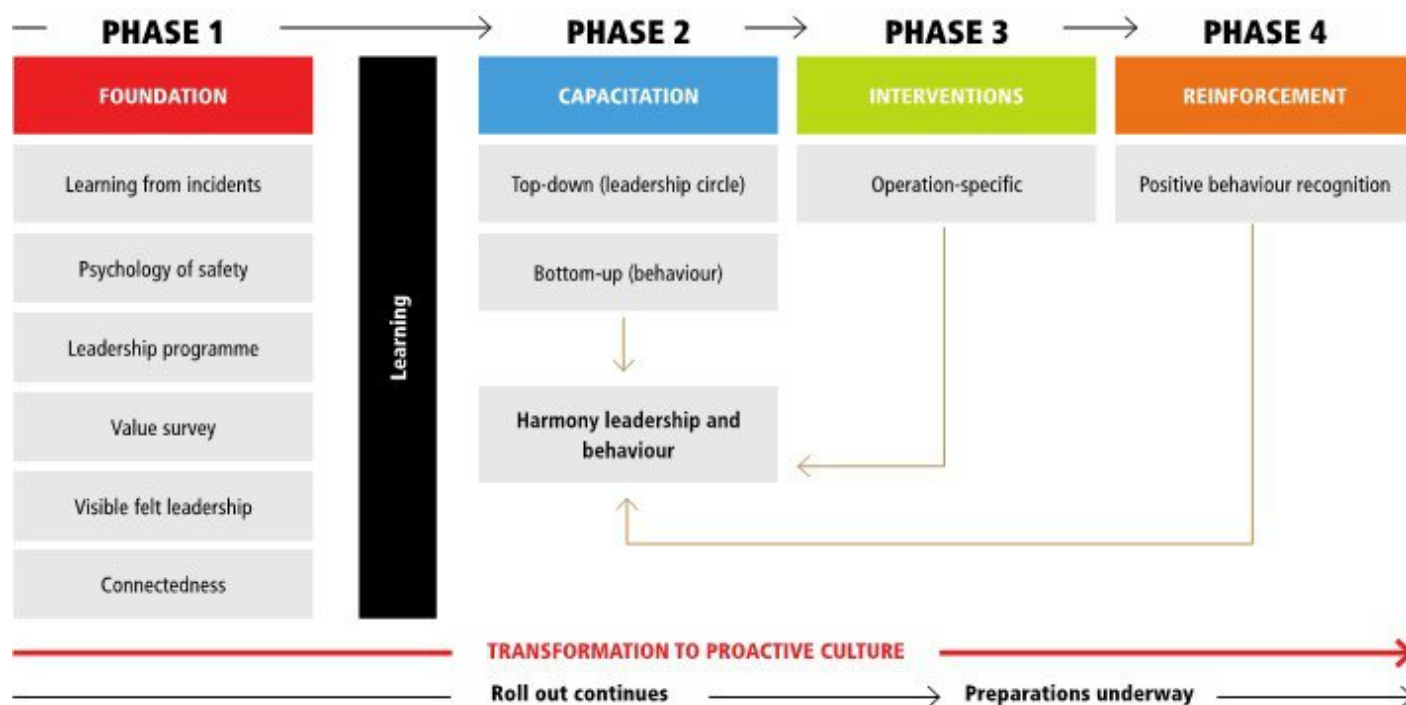 PHASE 1
PHASE 2
PHASE 3
PHASE 4
FOUNDATION
CAPACITATION
INTERVENTIONS
REINFORCEMENT
Learning from incidents
Psychology of safety
Leadership programme
Value survey
Visible felt leadership
Connectedness
Learning
Top-down (leadership circle)
Bottom-up (behaviour)
Harmony leadership and
behaviour
Operation-specific
Positive behaviour recognition
TRANSFORMATION TO PROACTIVE CULTURE
Roll out continues
Preparations underway